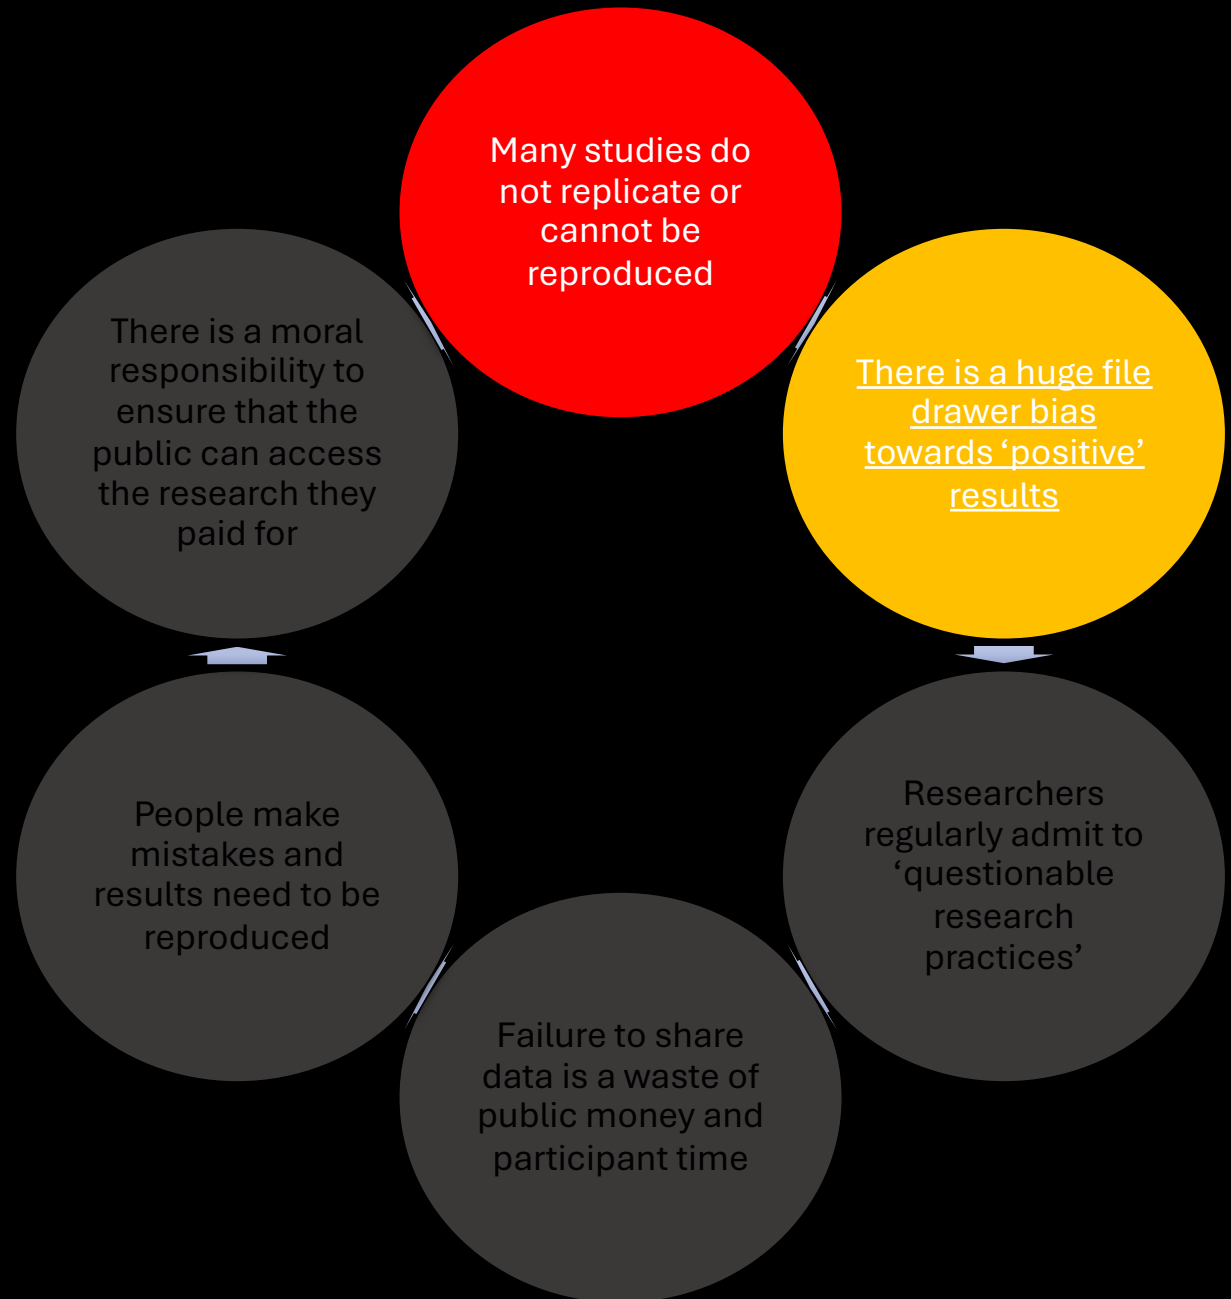 Many studies do
not replicate or
cannot be
reproduced
There is a huge file
drawer bias
towards ‘positive’
results
Researchers
regularly admit to
‘questionable
research
practices’
Failure to share
data is a waste of
public money and
participant time
People make
mistakes and
results need to be
reproduced
There is a moral
responsibility to
ensure that the
public can access
the research they
paid for